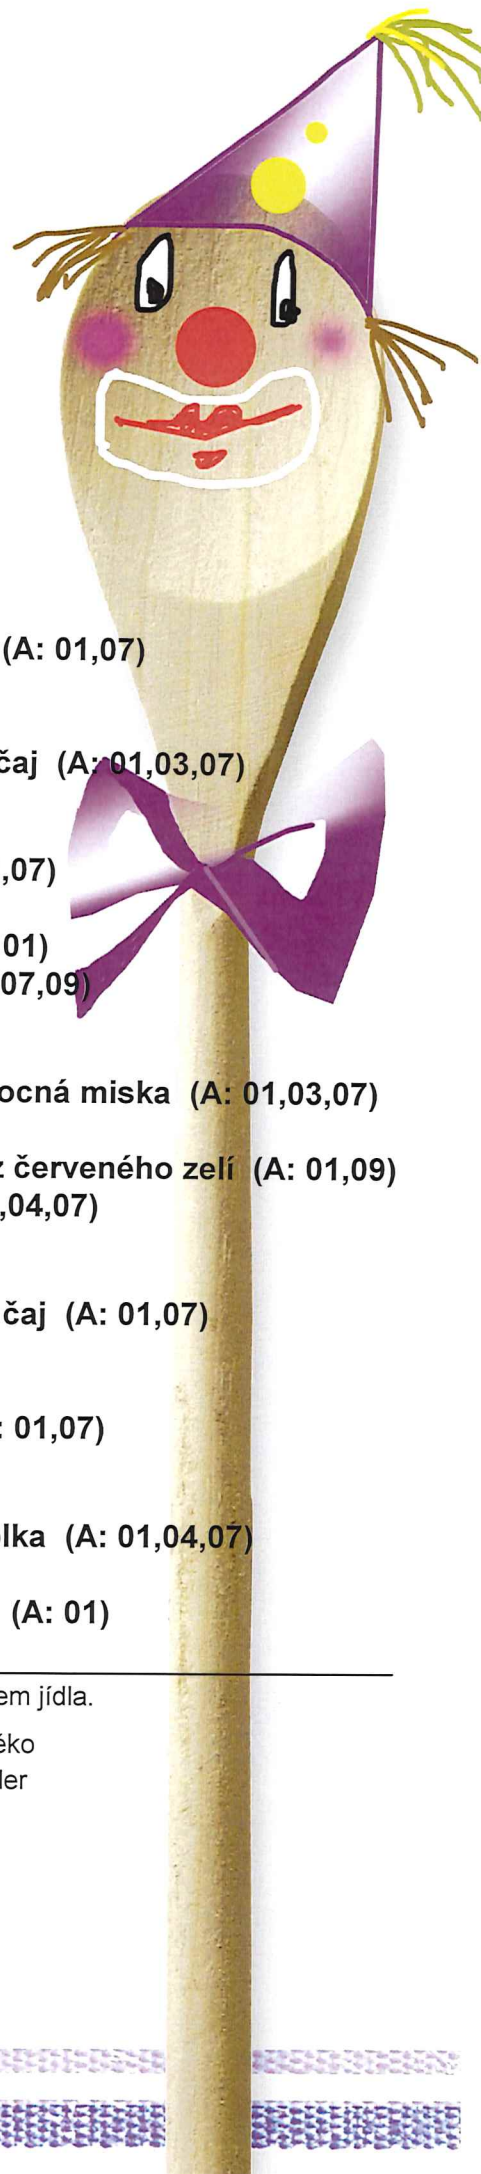 (A: 01,07)
čaj (A: 01,03,07)
,07)
01)
07,09)
ocná miska (A: 01,03,07)
z červeného zelí (A: 01,09)
,04,07)
čaj (A: 01,07)
: 01,07)
lka (A: 01,04,07)
(A: 01)
em jídla.
éko
ler